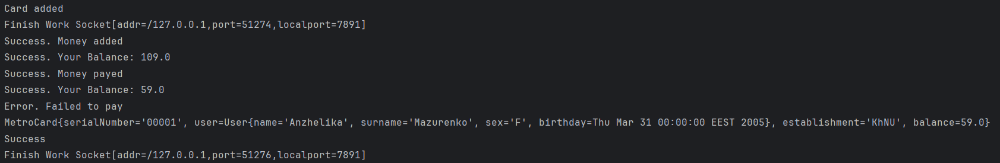 Card added
Finish Work Socket[addr=/127.0.0.1,port=51274,localport=7891]
Success. Money added
Success. Your Balance: 109.0
Success. Money payed
Success. Your Balance: 59.0
Error. Failed to pay
MetroCard{serialNumber='00001', user=User{name='Anzhelika', surname='Mazurenko', sex='F', birthday=Thu Mar 31 00:00:00 EEST 2005}, establishment='KhNU', balance=59.0}
Success
Finish Work Socket[addr=/127.0.0.1,port=51276,localport=7891]